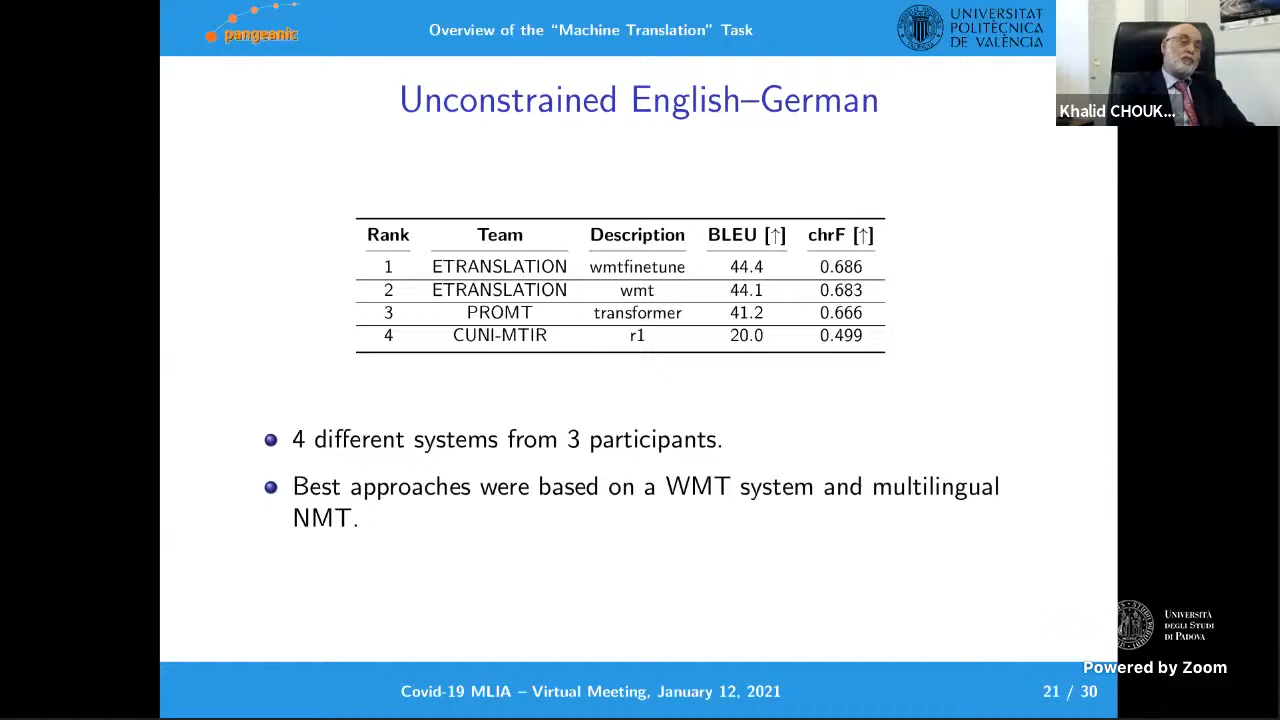 pangeanic
Overview of the “Machine Translation” Task
UNIVERSITAT
POLITÈCNICA
DE VALÈNCIA
Khalid CHOUK...
Unconstrained English–German
Rank Team Description BLEU [↑] chrF [↑]
1 ETRANSLATION wmtfinetune 44.4 0.686
2 ETRANSLATION wmt 44.1 0.683
3 PROMT transformer 41.2 0.666
4 CUNI-MTIR r1 20.0 0.499
4 different systems from 3 participants.
Best approaches were based on a WMT system and multilingual
NMT.
UNIVERSITÀ
DEGLI STUDI
DI PADOVA
Powered by Zoom
Covid-19 MLIA – Virtual Meeting, January 12, 2021
21 / 30